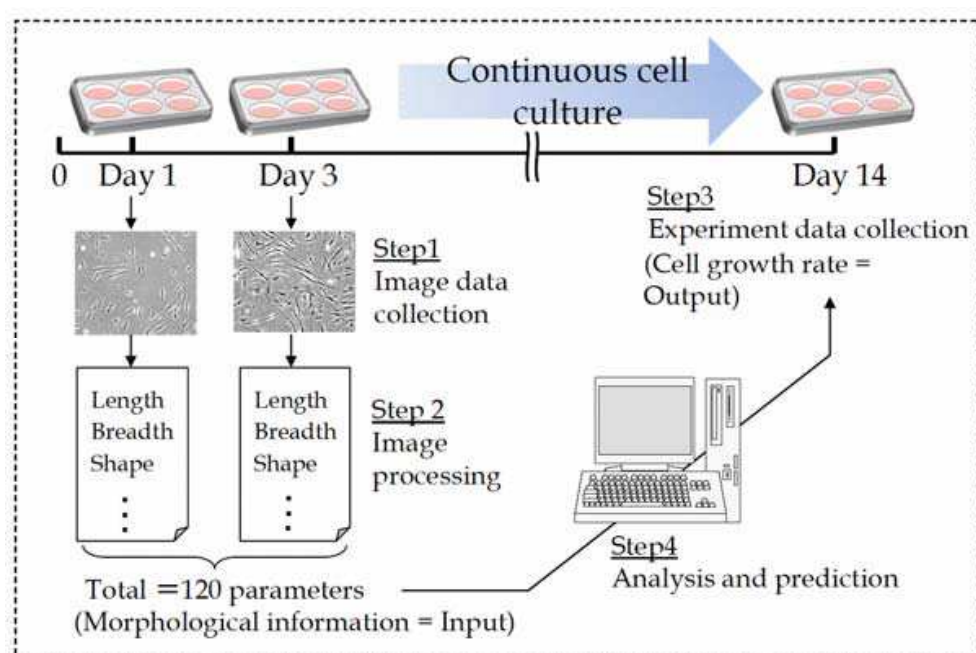 Continuous cell
culture
0 Day 1 Day 3 Day 14
Step1
Image data
collection
Step3
Experiment data collection
(Cell growth rate =
Output)
Length
Breadth
Shape
Length
Breadth
Shape
Step 2
Image
processing
Step4
Analysis and prediction
Total =120 parameters
(Morphological information = Input)